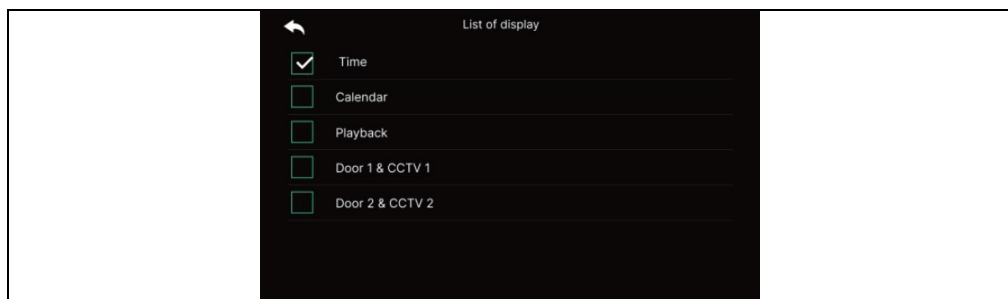 List of display
Time
Calendar
Playback
Door 1 & CCTV 1
Door 2 & CCTV 2